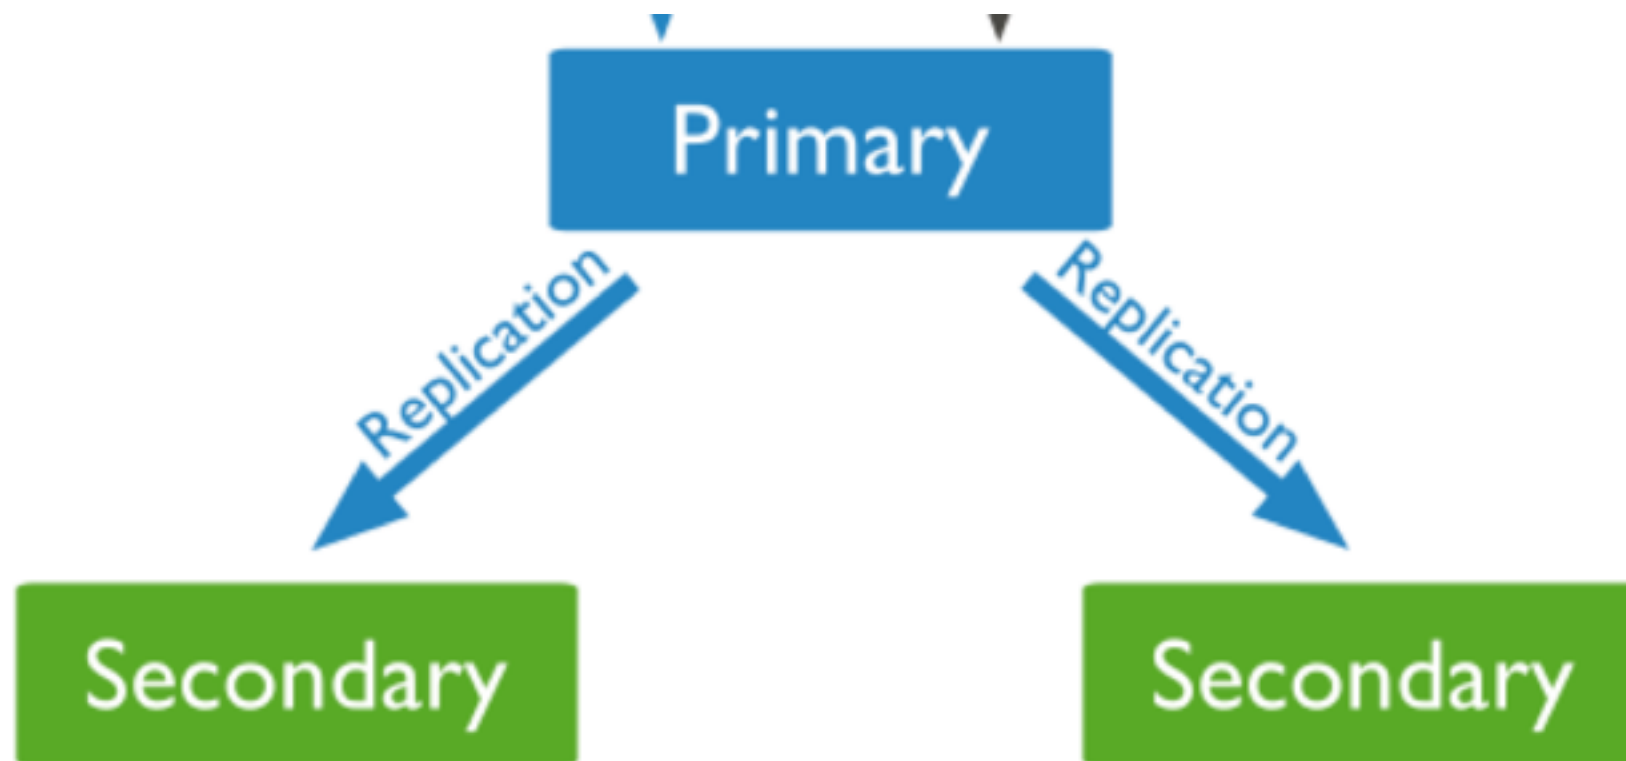 Primary
Replication
Replication
Secondary
Secondary